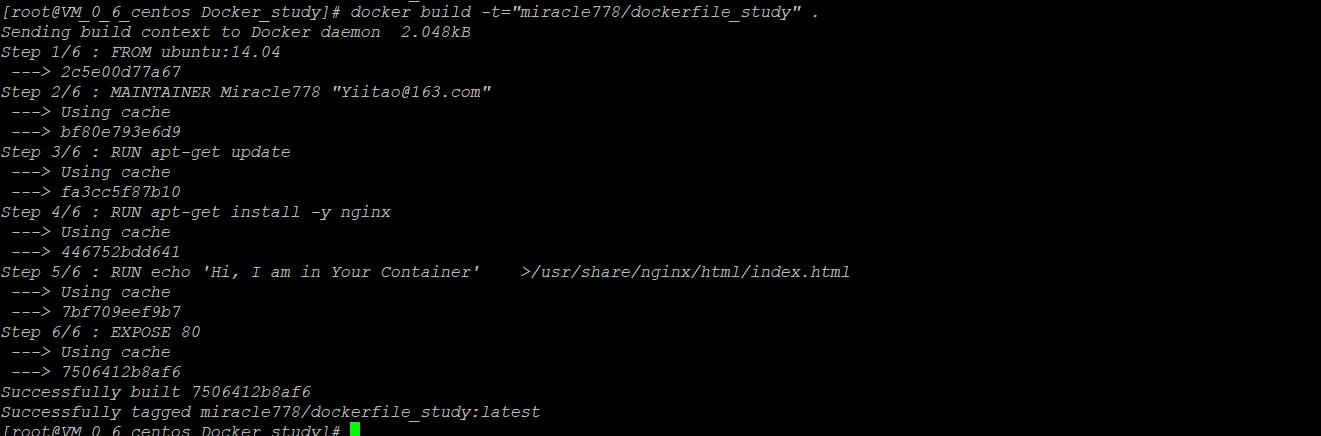 [root@VM_0_6_centos Docker_study]# docker build -t="miracle778/dockerfile_study" .
Sending build context to Docker daemon  2.048kB
Step 1/6 : FROM ubuntu:14.04
 ---> 2c5e00d77a67
Step 2/6 : MAINTAINER Miracle778 "Yiitao@163.com"
 ---> Using cache
 ---> bf80e793e6d9
Step 3/6 : RUN apt-get update
 ---> Using cache
 ---> fa3cc5f87b10
Step 4/6 : RUN apt-get install -y nginx
 ---> Using cache
 ---> 446752bdd641
Step 5/6 : RUN echo 'Hi, I am in Your Container'    >/usr/share/nginx/html/index.html
 ---> Using cache
 ---> 7bf709eef9b7
Step 6/6 : EXPOSE 80
 ---> Using cache
 ---> 7506412b8af6
Successfully built 7506412b8af6
Successfully tagged miracle778/dockerfile_study:latest
[root@VM_0_6_centos Docker_study]#